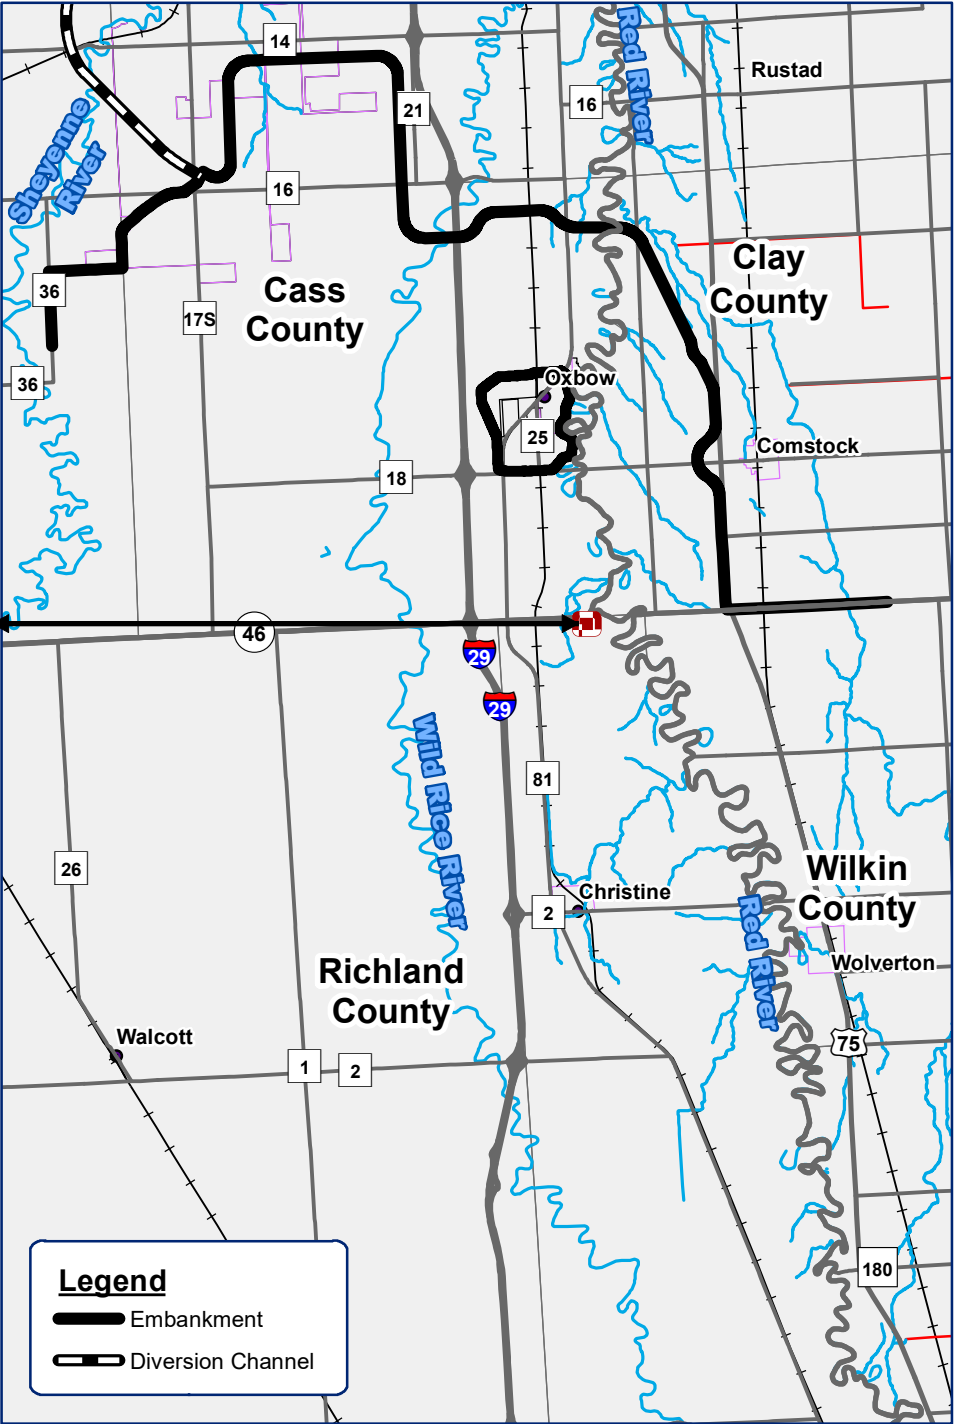 14
Red River
Rustad
21
16
Sheyenne
River
16
Clay
County
36
Cass
County
17S
36
Oxbow
25
Comstock
18
46
29
29
Wild Rice River
81
26
Wilkin
County
Christine
2
Red River
Wolverton
Richland
County
Walcott
75
1
2
180
Legend
Embankment
Diversion Channel